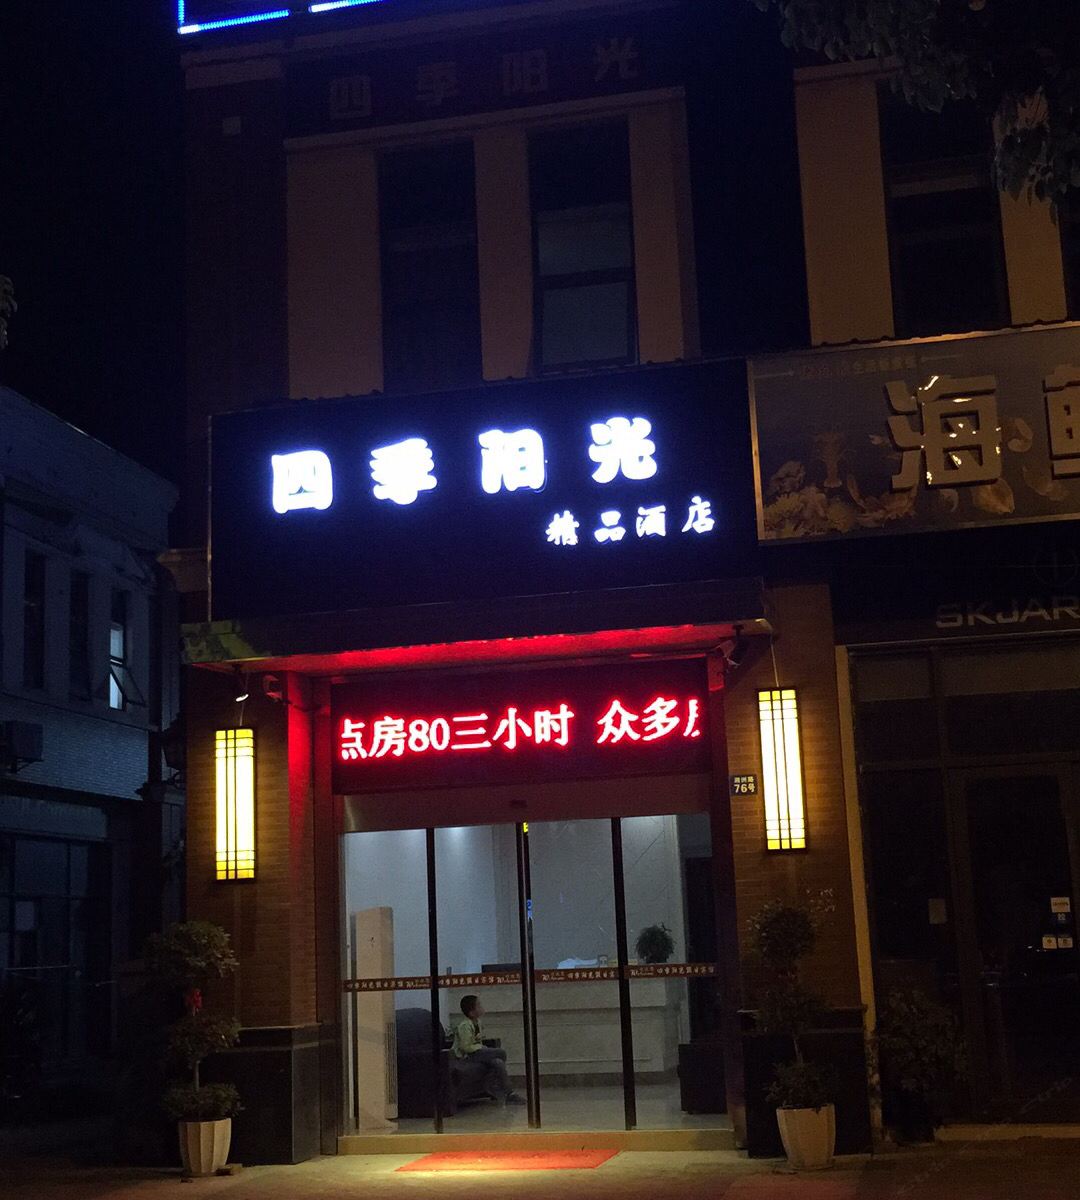 四季阳光
四季阳光
精品酒店
海
SKJAR
点房80三小时 众多
76号